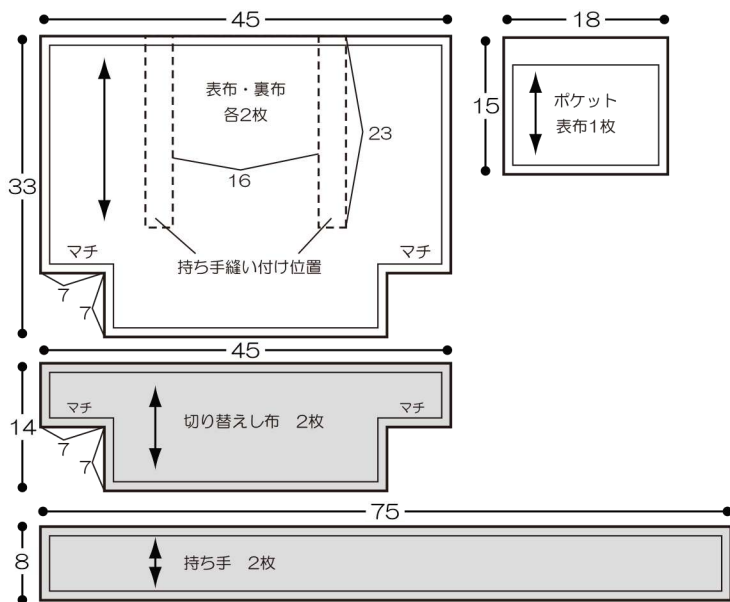 45
18
33
表布・裏布
各2枚
23
16
15
ポケット
表布1枚
マチ
マチ
持ち手縫い付け位置
7
7
45
14
マチ
マチ
切り替えし布 2枚
7
7
75
8
持ち手 2枚